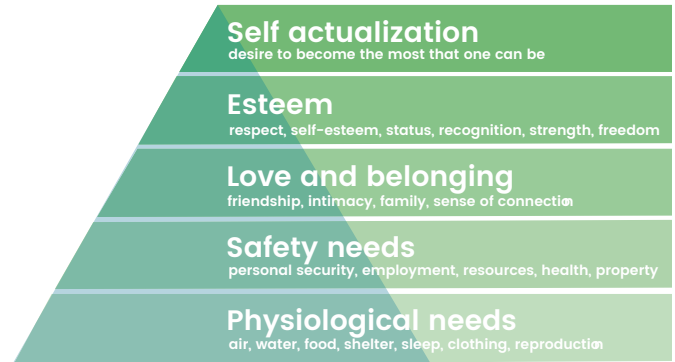 Self actualization
desire to become the most that one can be
Esteem
respect, self-esteem, status, recognition, strength, freedom
Love and belonging
friendship, intimacy, family, sense of connection
Safety needs
personal security, employment, resources, health, property
Physiological needs
air, water, food, shelter, sleep, clothing, reproduction